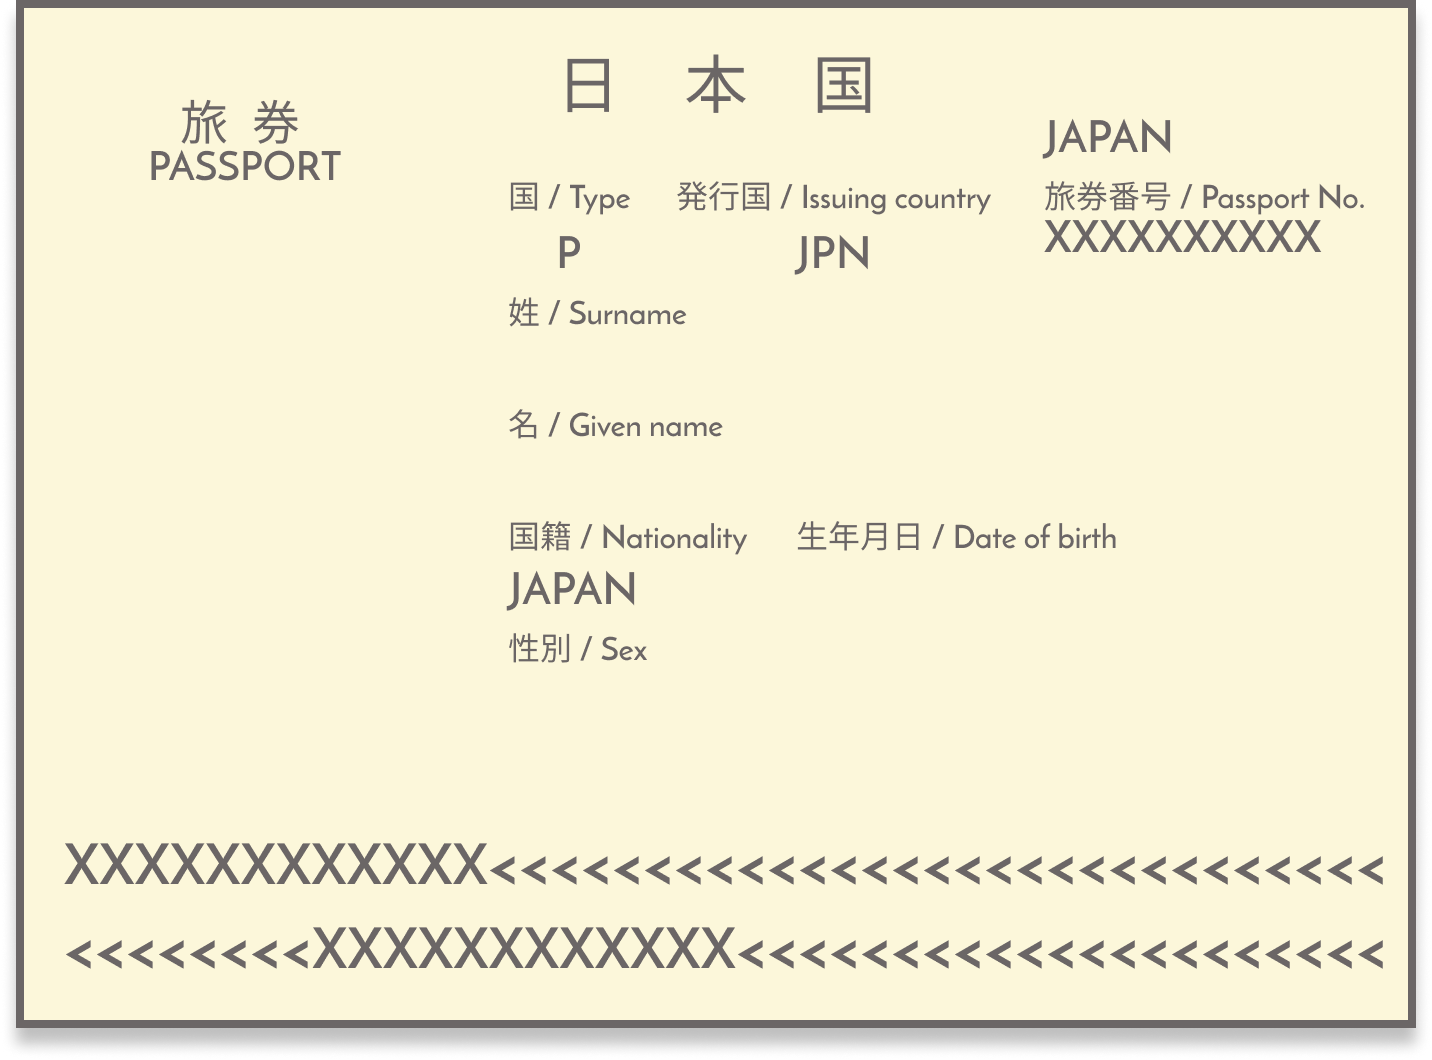 日 本 国
旅 券
PASSPORT
JAPAN
国 / Type 発行国 / Issuing country 旅券番号 / Passport No.
P JPN XXXXXXXXXX
姓 / Surname
名 / Given name
国籍 / Nationality 生年月日 / Date of birth
JAPAN
性別 / Sex
XXXXXXXXXXXX<<<<<<<<<<<<<<<<<<<<<<<<<<<<<
<<<<<<<<XXXXXXXXXXXX<<<<<<<<<<<<<<<<<<<<<